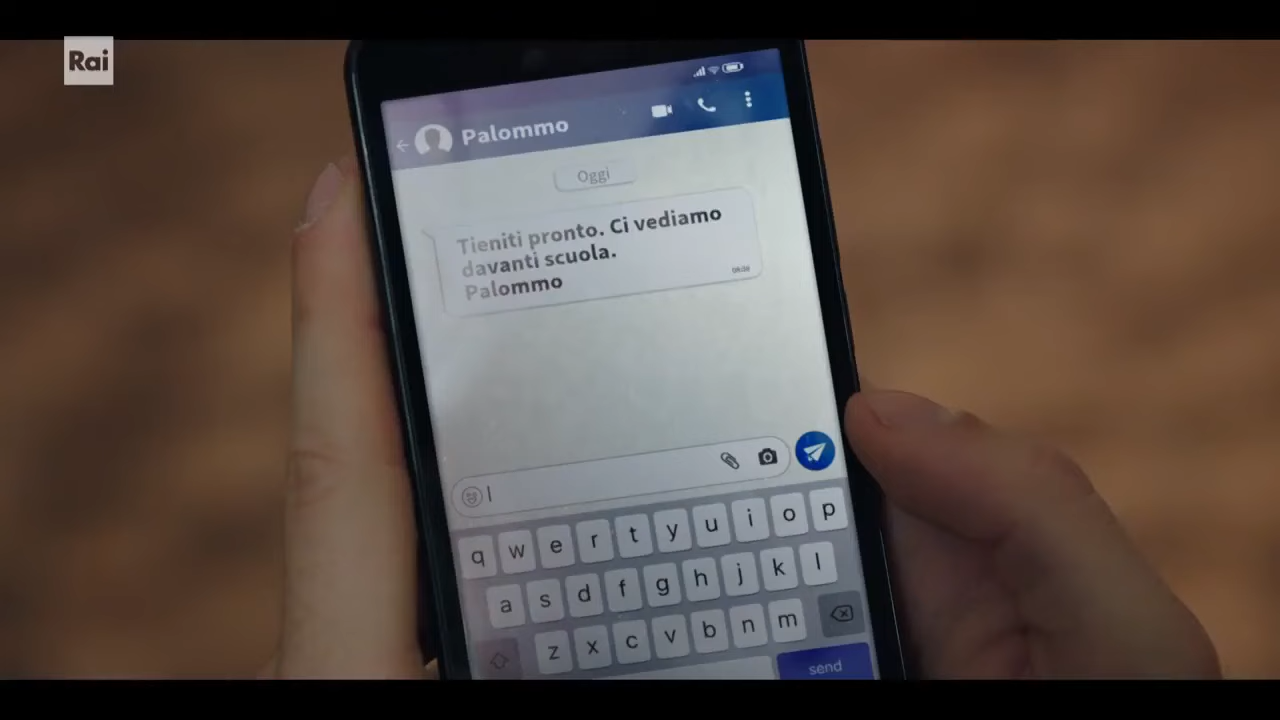 Rai
Palommo
Oggi
Tieniti pronto. Ci vediamo
davanti scuola.
Palommo
q w e r t y u i o p
a s d f g h j k l
z x c v b n m
send